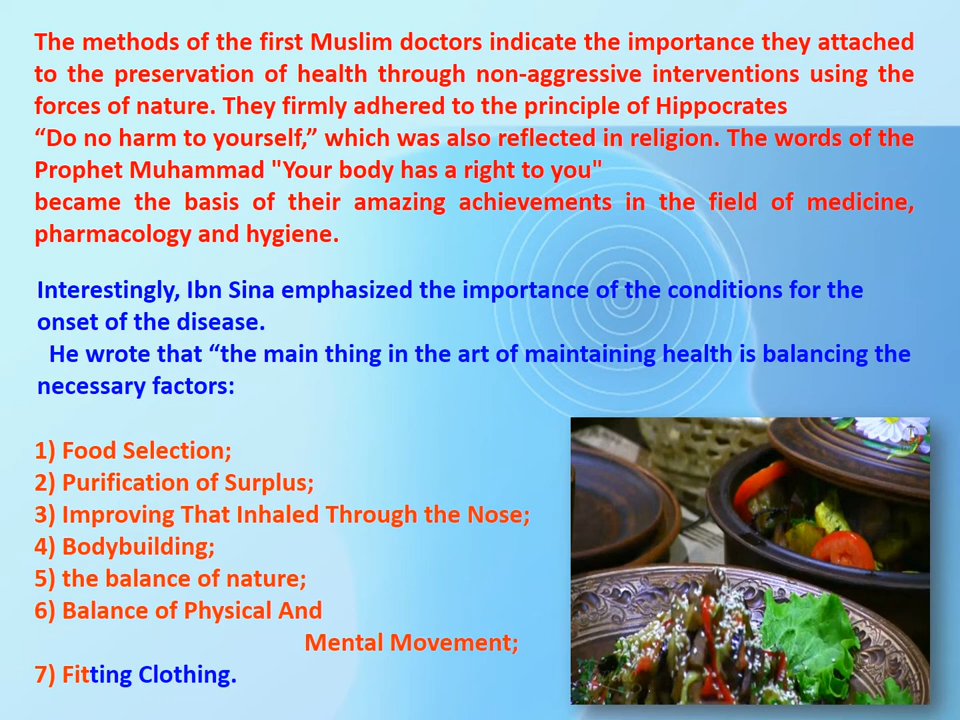 The methods of the first Muslim doctors indicate the importance they attached
to the preservation of health through non-aggressive interventions using the
forces of nature. They firmly adhered to the principle of Hippocrates
“Do no harm to yourself,” which was also reflected in religion. The words of the
Prophet Muhammad "Your body has a right to you"
became the basis of their amazing achievements in the field of medicine,
pharmacology and hygiene.
Interestingly, Ibn Sina emphasized the importance of the conditions for the
onset of the disease.
He wrote that “the main thing in the art of maintaining health is balancing the
necessary factors:
1) Food Selection;
2) Purification of Surplus;
3) Improving That Inhaled Through the Nose;
4) Bodybuilding;
5) the balance of nature;
6) Balance of Physical And
Mental Movement;
7) Fitting Clothing.